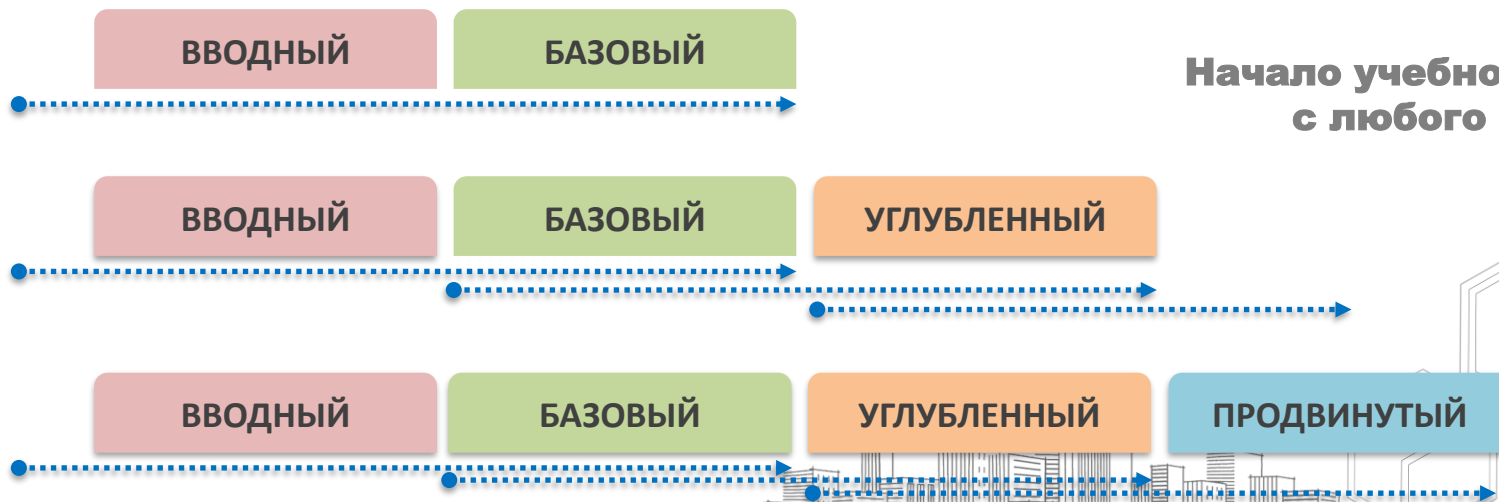 ВВОДНЫЙ БАЗОВЫЙ
Начало учебно
с любого
ВВОДНЫЙ БАЗОВЫЙ УГЛУБЛЕННЫЙ
ВВОДНЫЙ БАЗОВЫЙ УГЛУБЛЕННЫЙ ПРОДВИНУТЫЙ